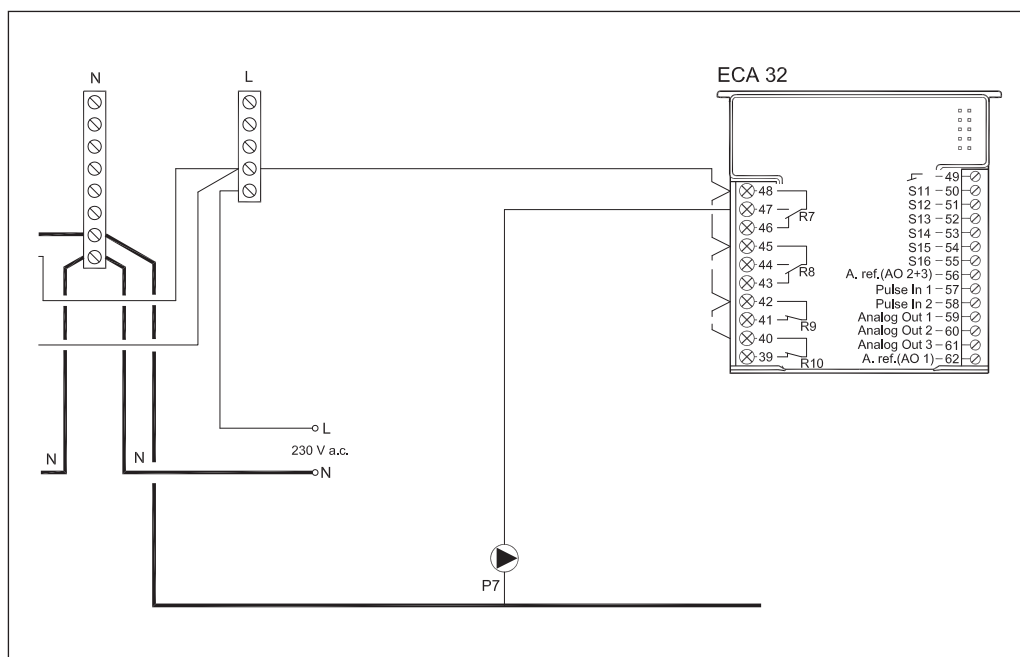 ECA 32
N
L
48
47
R7
46
45
44
R8
43
42
41
R9
40
39
R10
49
S11 50
S12 51
S13 52
S14 53
S15 54
S16 55
A. ref.(AO 2+3) 56
Pulse In 1 57
Pulse In 2 58
Analog Out 1 59
Analog Out 2 60
Analog Out 3 61
A. ref.(AO 1) 62
L
230 V a.c.
N
N
N
P7